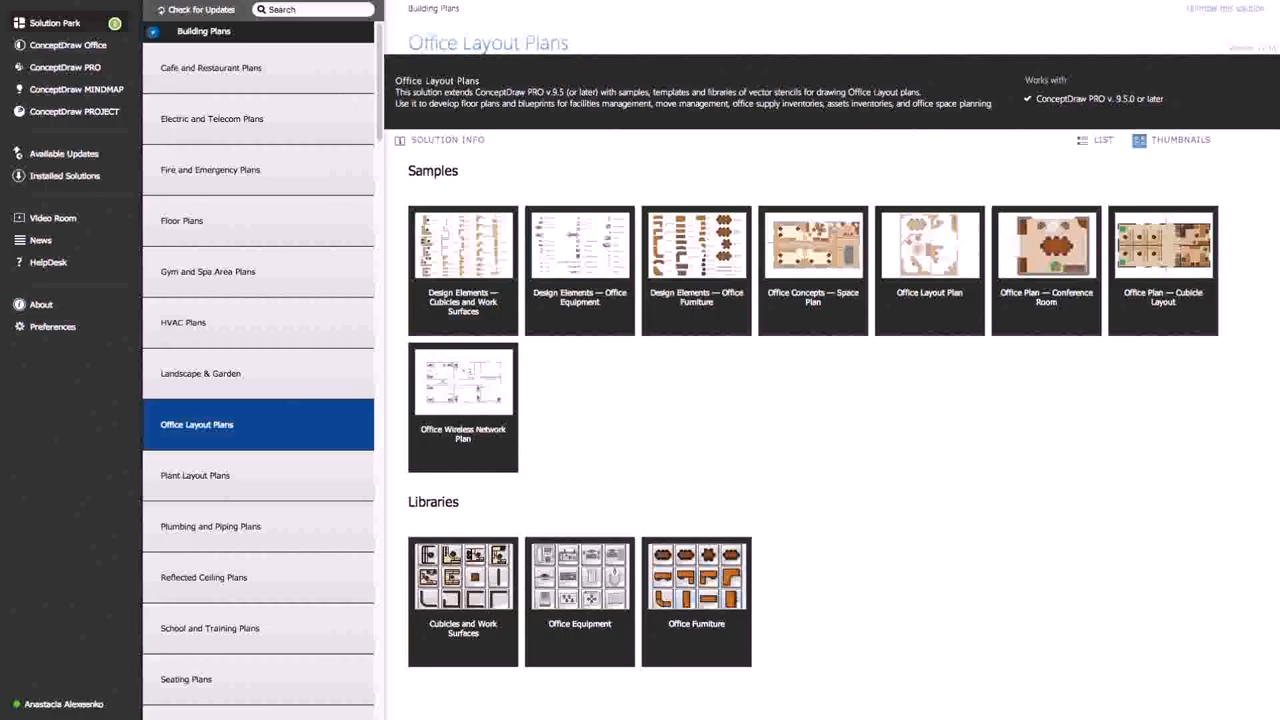 Solution Park
ConceptDraw Office
ConceptDraw PRO
ConceptDraw MINDMAP
ConceptDraw PROJECT
Available Updates
Installed Solutions
Video Room
News
HelpDesk
About
Preferences
Anastacia Alexeenko
Check for Updates
Search
Building Plans
Cafe and Restaurant Plans
Electric and Telecom Plans
Fire and Emergency Plans
Floor Plans
Gym and Spa Area Plans
HVAC Plans
Landscape & Garden
Office Layout Plans
Plant Layout Plans
Plumbing and Piping Plans
Reflected Ceiling Plans
School and Training Plans
Seating Plans
Building Plans
this solution
Office Layout Plans
Office Layout Plans
This solution extends ConceptDraw PRO v.9.5 (or later) with samples, templates and libraries of vector stencils for drawing Office Layout plans.
Use it to develop floor plans and blueprints for facilities management, move management, office supply inventories, assets inventories, and office space planning
Works with
ConceptDraw PRO v. 9.5.0 or later
SOLUTION INFO
LIST
THUMBNAILS
Samples
Design Elements —
Cubicles and Work
Surfaces
Design Elements — Office
Equipment
Design Elements — Office
Furniture
Office Concepts — Space
Plan
Office Layout Plan
Office Plan — Conference
Room
Office Plan — Cubicle
Layout
Office Wireless Network
Plan
Libraries
Cubicles and Work
Surfaces
Office Equipment
Office Furniture